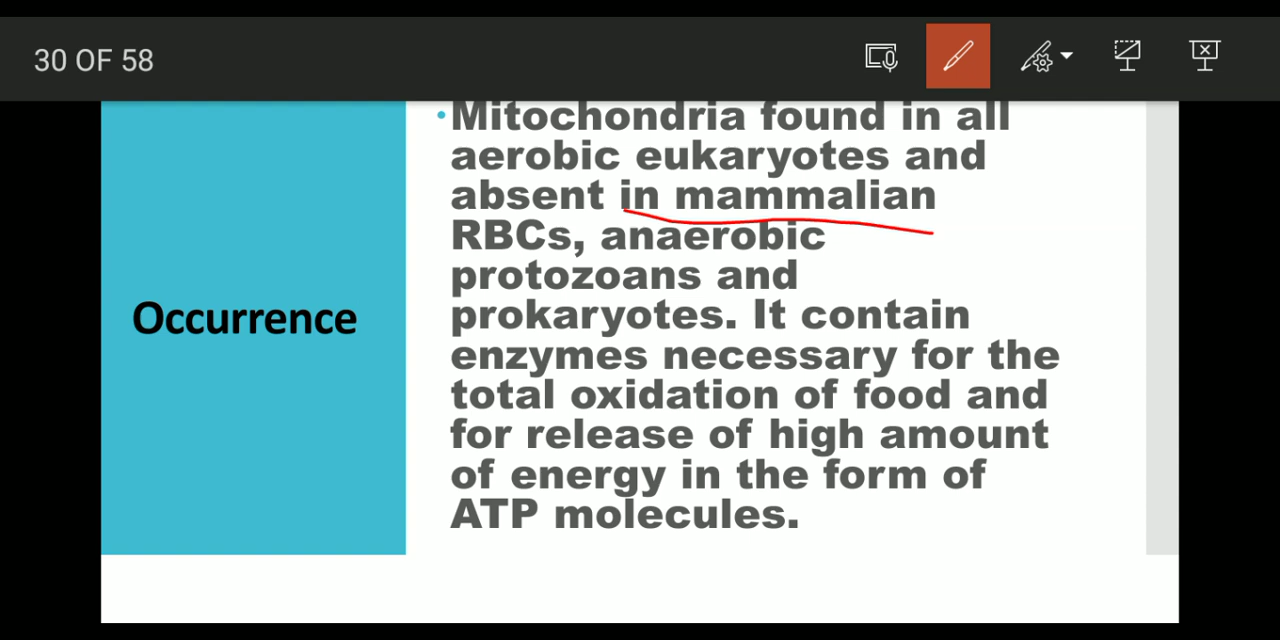 30 OF 58
Occurrence
• Mitochondria found in all
aerobic eukaryotes and
absent in mammalian
RBCs, anaerobic
protozoans and
prokaryotes. It contain
enzymes necessary for the
total oxidation of food and
for release of high amount
of energy in the form of
ATP molecules.